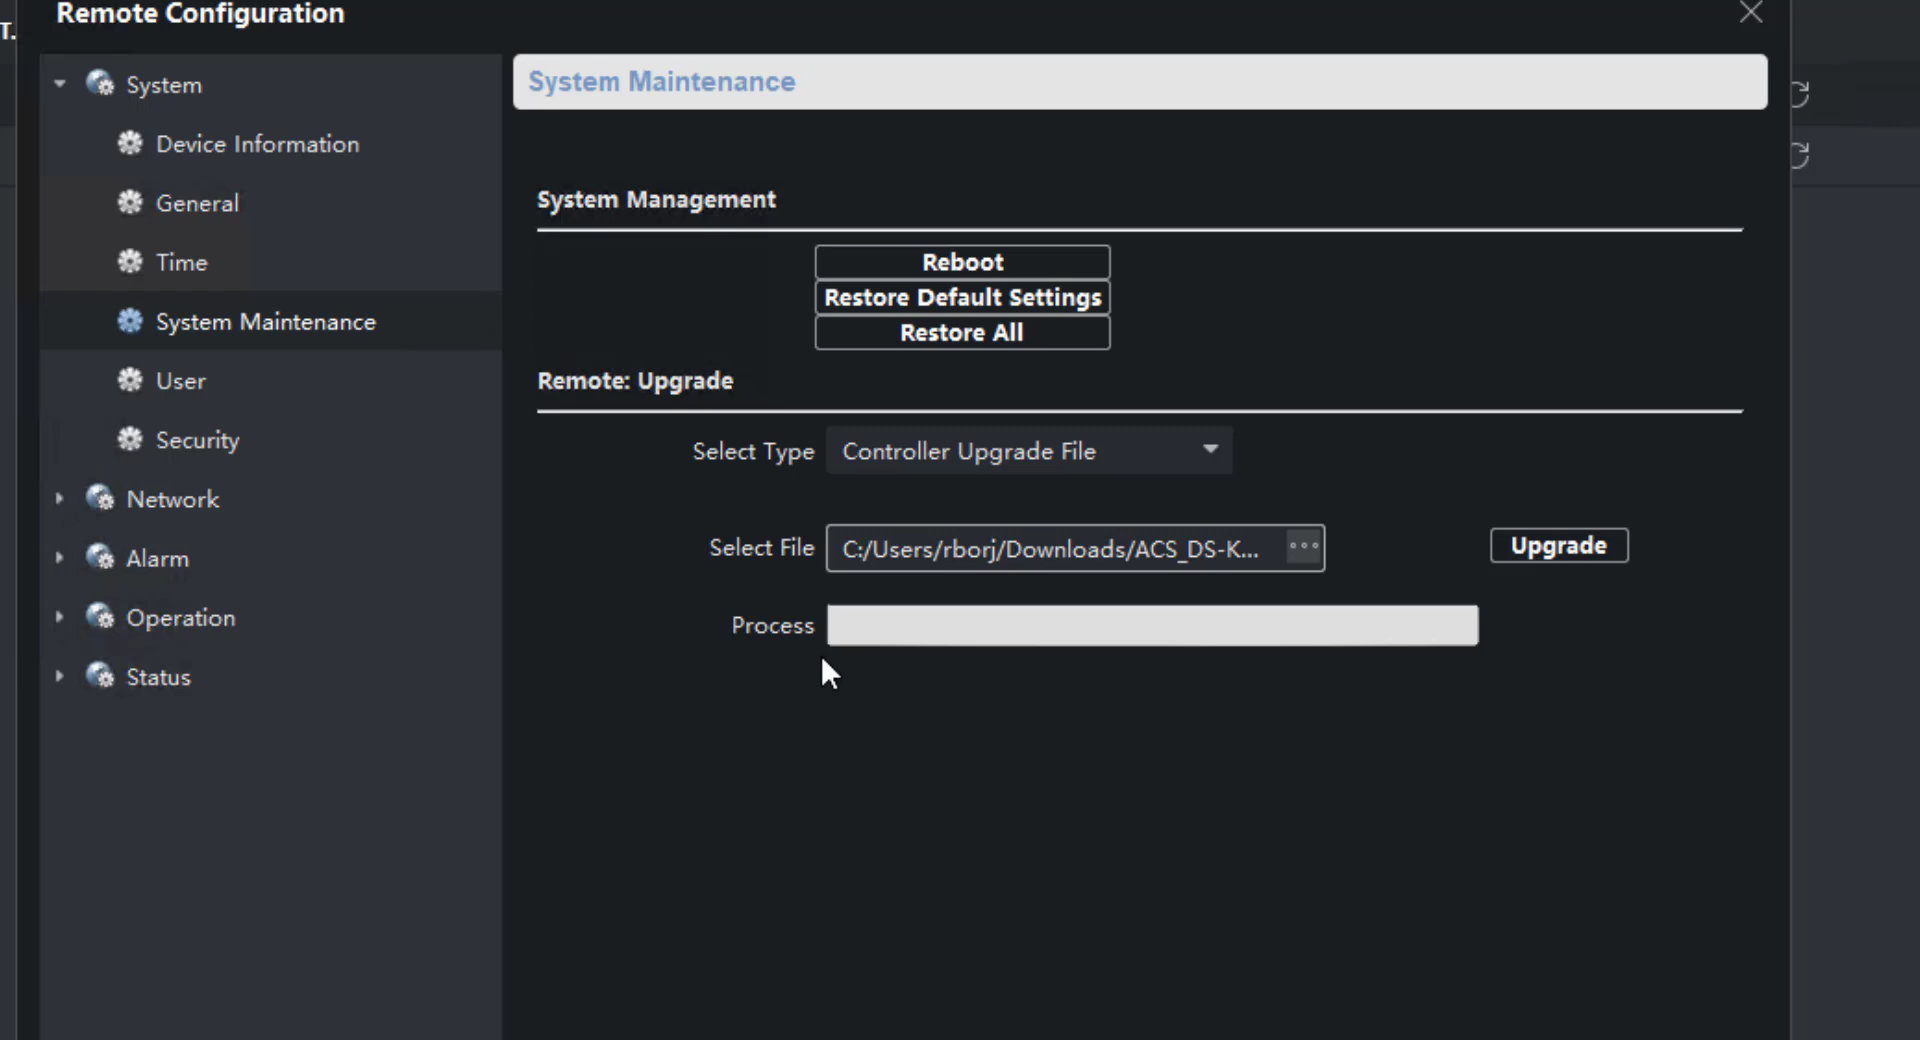 Remote Configuration
T.
System
Device Information
General
Time
System Maintenance
User
Security
Network
Alarm
Operation
Status
System Maintenance
System Management
Reboot
Restore Default Settings
Restore All
Remote: Upgrade
Select Type Controller Upgrade File
Select File C:/Users/rborj/Downloads/ACS_DS-K... Upgrade
Process